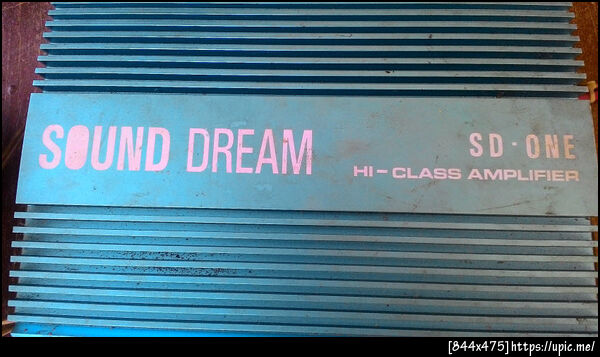 SOUND DREAM
SD·ONE
HI-CLASS AMPLIFIER
[844x475]https://upic.me/